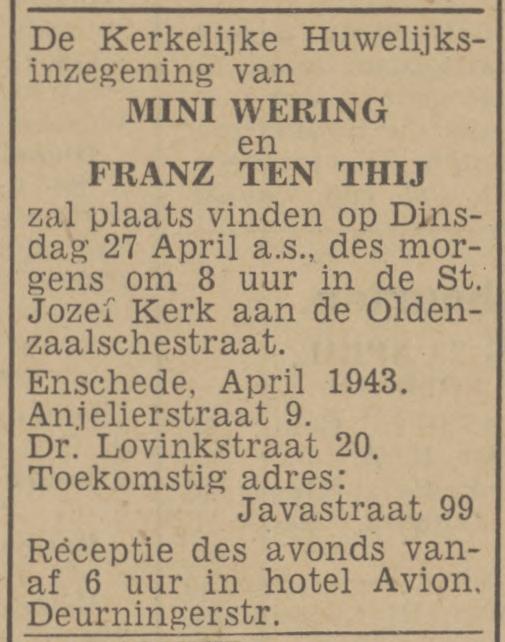 De Kerkelijke Huwelijks-
inzegening van
MINI WERING
en
FRANZ TEN THIJ
zal plaats vinden op Dins-
dag 27 April a.s., des mor-
gens om 8 uur in de St.
Jozef Kerk aan de Olden-
zaalschestraat.
Enschede, April 1943.
Anjelierstraat 9.
Dr. Lovinkstraat 20.
Toekomstig adres:
Javastraat 99
Réceptie des avonds van-
af 6 uur in hotel Avion.
Deurningerstr.